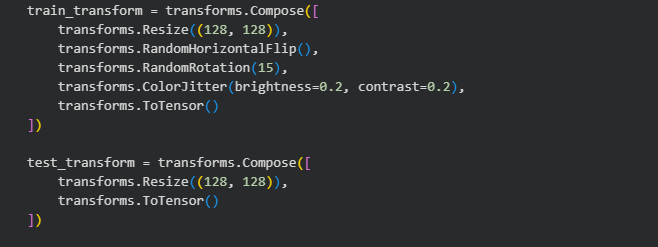 train_transform = transforms.Compose([
    transforms.Resize((128, 128)),
    transforms.RandomHorizontalFlip(),
    transforms.RandomRotation(15),
    transforms.ColorJitter(brightness=0.2, contrast=0.2),
    transforms.ToTensor()
])

test_transform = transforms.Compose([
    transforms.Resize((128, 128)),
    transforms.ToTensor()
])